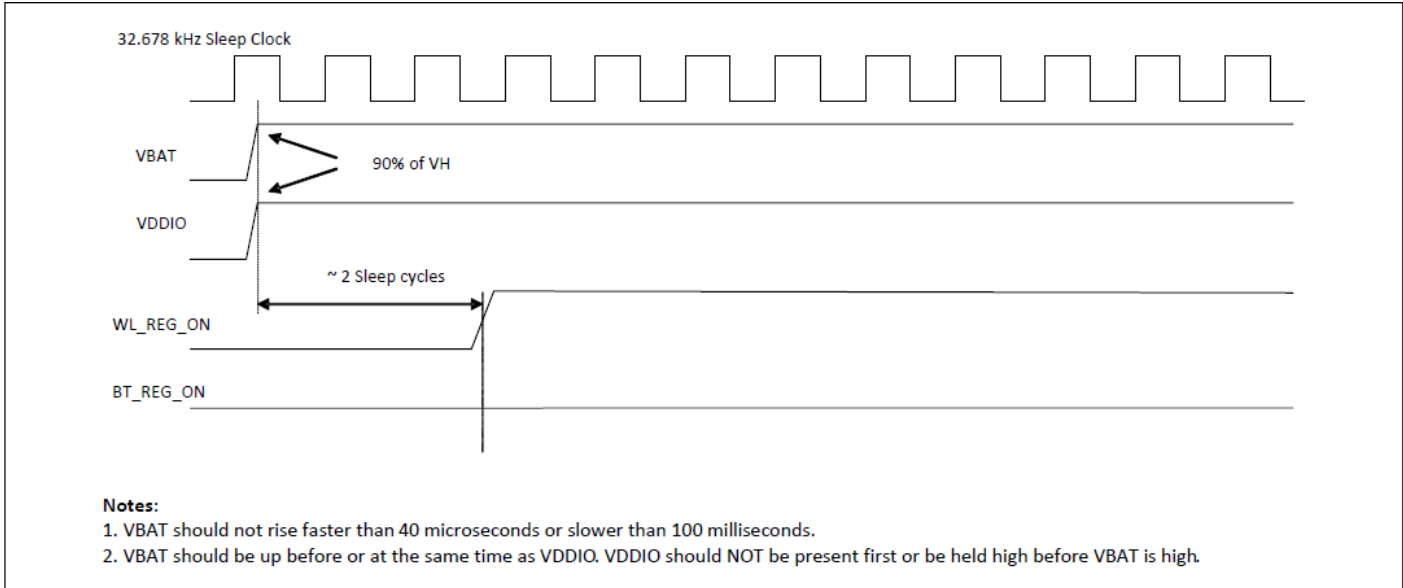 32.678 kHz Sleep Clock
VBAT
90% of VH
VDDIO
~ 2 Sleep cycles
WL_REG_ON
BT_REG_ON
Notes:
1. VBAT should not rise faster than 40 microseconds or slower than 100 milliseconds.
2. VBAT should be up before or at the same time as VDDIO. VDDIO should NOT be present first or be held high before VBAT is high.